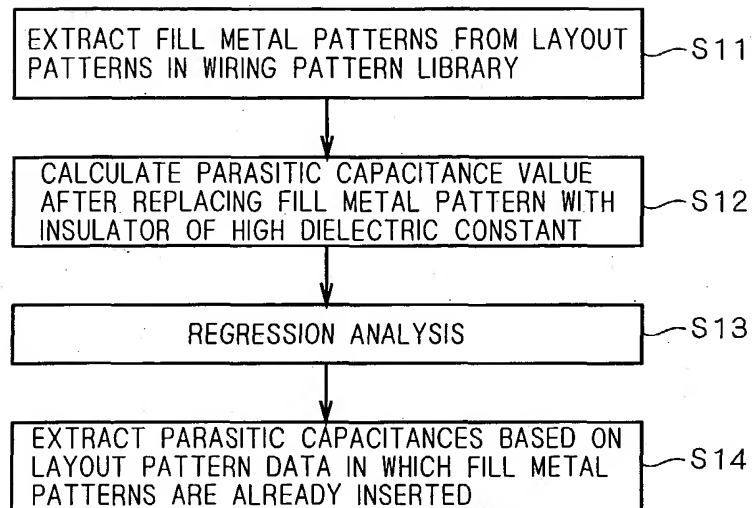 EXTRACT FILL METAL PATTERNS FROM LAYOUT
PATTERNS IN WIRING PATTERN LIBRARY
S11
CALCULATE PARASITIC CAPACITANCE VALUE
AFTER REPLACING FILL METAL PATTERN WITH
INSULATOR OF HIGH DIELECTRIC CONSTANT
S12
REGRESSION ANALYSIS
S13
EXTRACT PARASITIC CAPACITANCES BASED ON
LAYOUT PATTERN DATA IN WHICH FILL METAL
PATTERNS ARE ALREADY INSERTED
S14